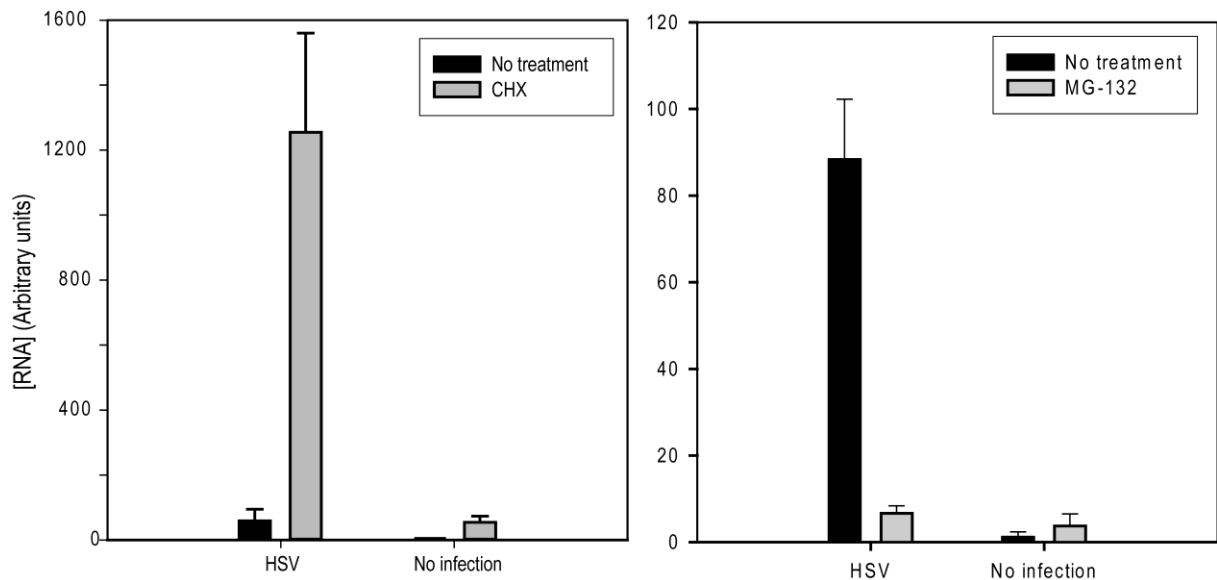 [RNA] (Arbitrary units)
1600
1200
800
400
0
No treatment
CHX
HSV
No infection
120
100
80
60
40
20
0
No treatment
MG-132
HSV
No infection